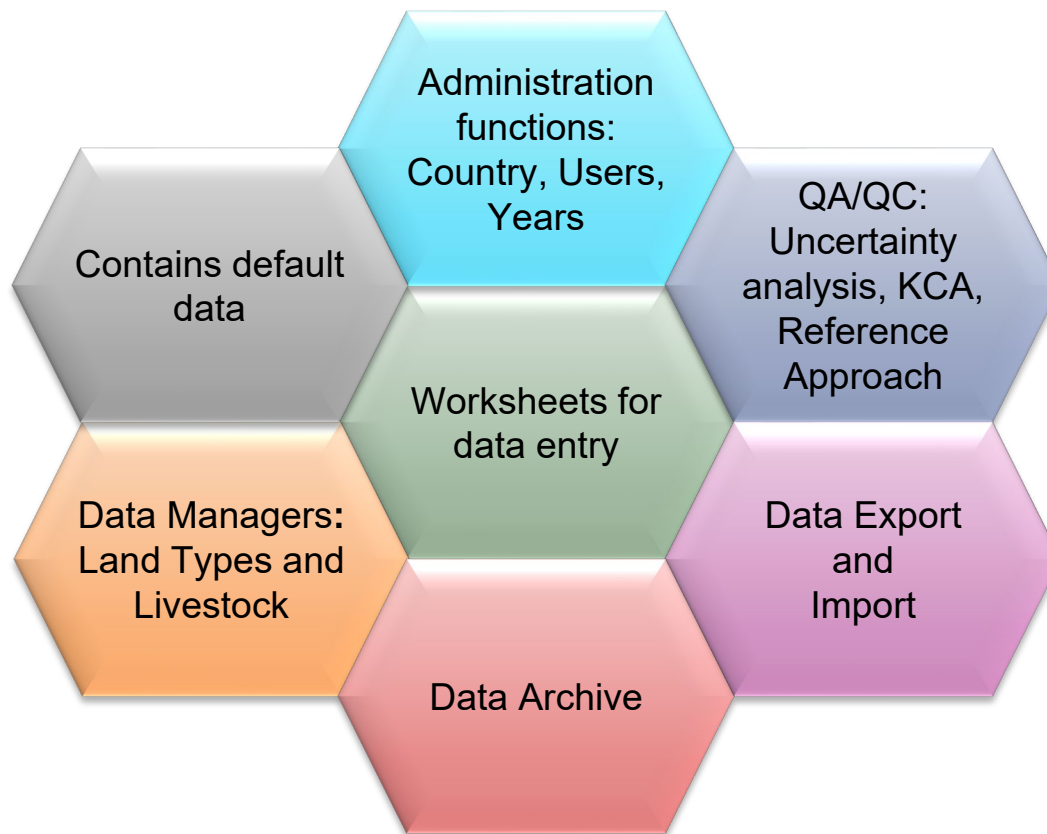 Administration
functions:
Country, Users,
Years
Contains default
data
QA/QC:
Uncertainty
analysis, KCA,
Reference
Approach
Worksheets for
data entry
Data Managers:
Land Types and
Livestock
Data Export
and
Import
Data Archive